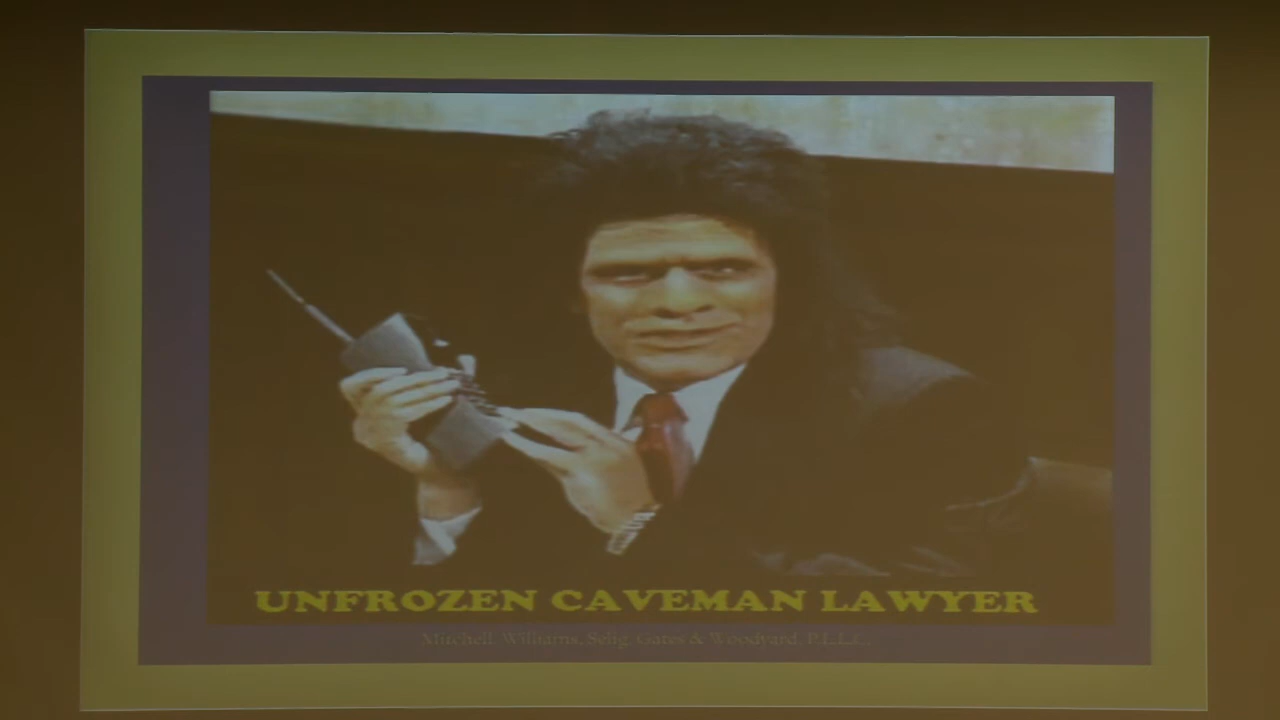 UNFROZEN CAVEMAN LAWYER
Mitchell, Williams, Selig, Gates & Woodyard, P.L.L.C.